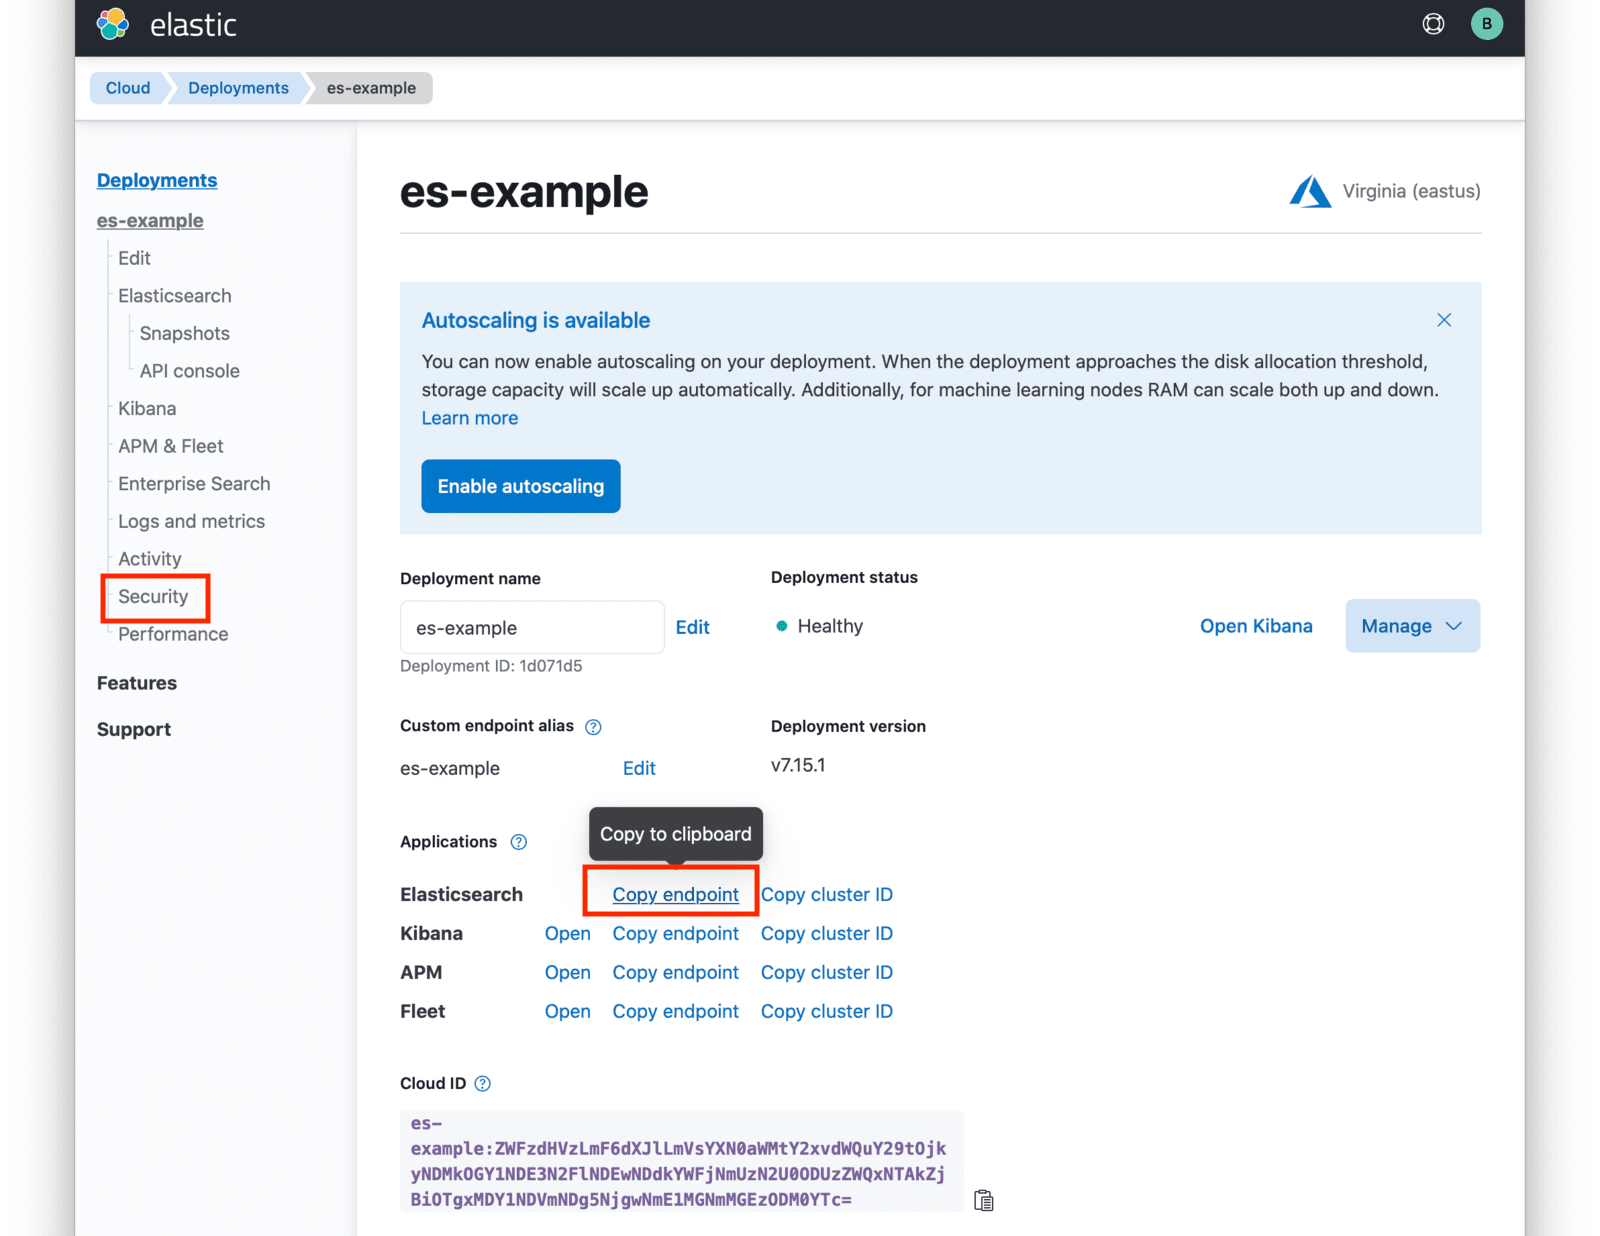 elastic
B
Cloud
Deployments
es-example
Deployments
es-example
Edit
Elasticsearch
Snapshots
API console
Kibana
APM & Fleet
Enterprise Search
Logs and metrics
Activity
Security
Performance
Features
Support
es-example
Virginia (eastus)
Autoscaling is available
You can now enable autoscaling on your deployment. When the deployment approaches the disk allocation threshold,
storage capacity will scale up automatically. Additionally, for machine learning nodes RAM can scale both up and down.
Learn more
Enable autoscaling
Deployment name
Deployment status
es-example
Edit
Healthy
Open Kibana
Manage
Deployment ID: 1d071d5
Custom endpoint alias
Deployment version
es-example
Edit
v7.15.1
Copy to clipboard
Applications
Elasticsearch Copy endpoint Copy cluster ID
Kibana Open Copy endpoint Copy cluster ID
APM Open Copy endpoint Copy cluster ID
Fleet Open Copy endpoint Copy cluster ID
Cloud ID
es-
example:ZWFzdHVzLmF6dXJlLmVsYXN0aWMtY2xvdWQuY29tOjk
yNDMkOGY1NDE3N2FlNDEwNDdkYWFjNmUzN2U0ODUzZWQxNTAkZj
BiOTgxMDY1NDVmNDg5NjgwNmE1MGNmMGEzODM0YTc=